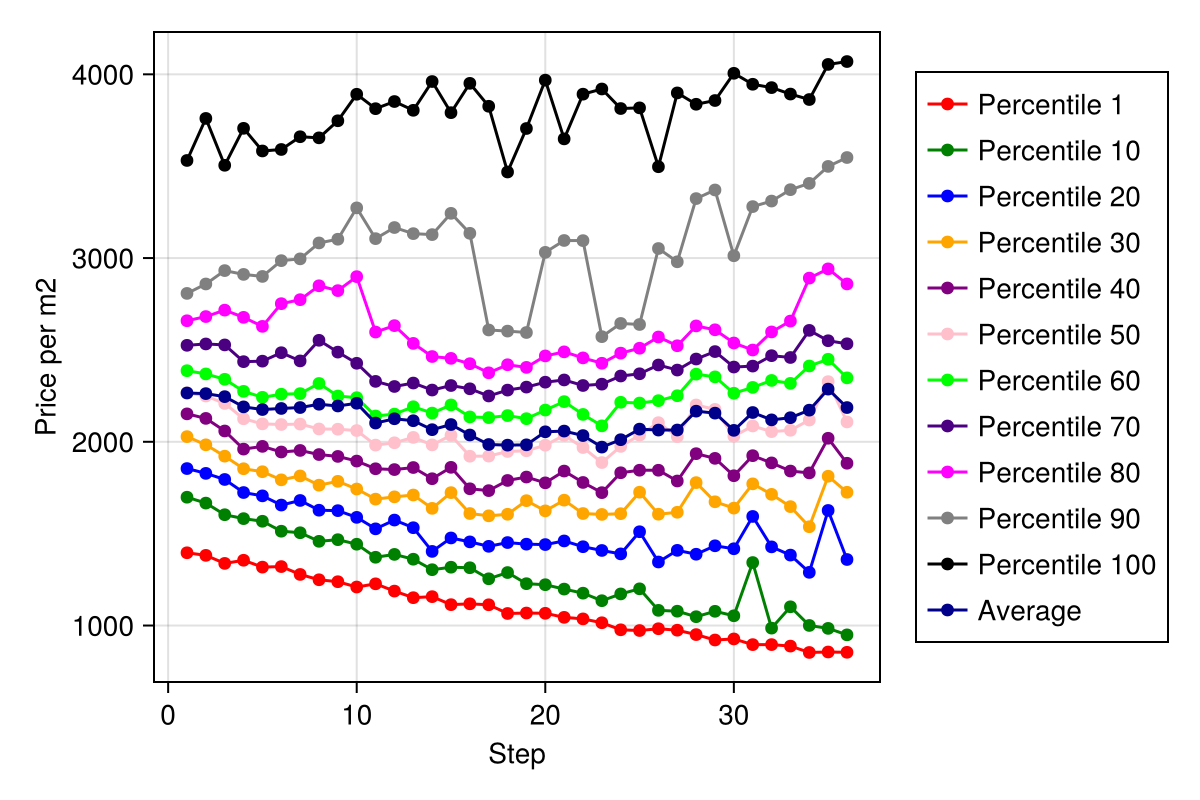 4000
3000
2000
1000
Price per m2
0 10 20 30
Step
Percentile 1
Percentile 10
Percentile 20
Percentile 30
Percentile 40
Percentile 50
Percentile 60
Percentile 70
Percentile 80
Percentile 90
Percentile 100
Average